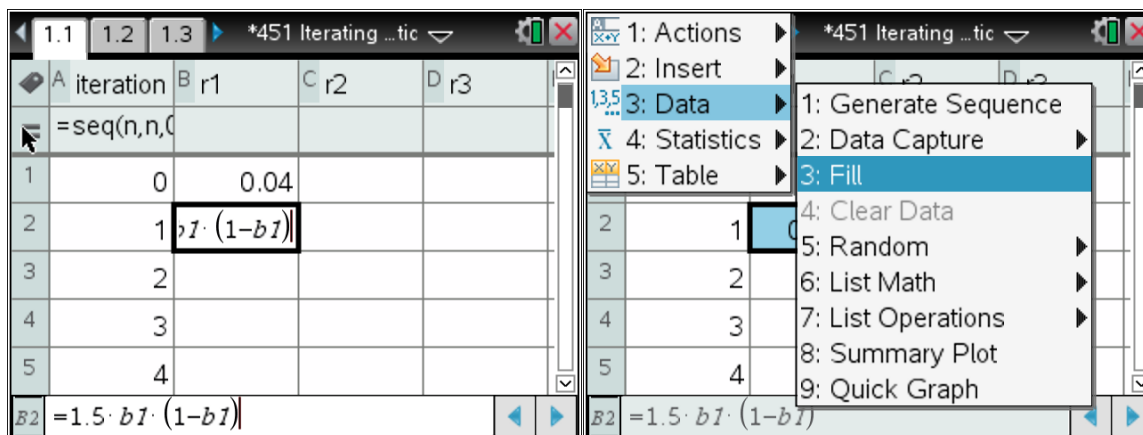 1.1 1.2 1.3 *451 Iterating ...tic
A iteration B r1 C r2 D r3
=seq(n,n,0
1 0 0.04
2 1 b1· (1−b1)
3 2
4 3
5 4
B2 =1.5· b1· (1−b1)
*451 Iterating ...tic
1: Actions
2: Insert
3: Data
4: Statistics
5: Table
1: Generate Sequence
2: Data Capture
3: Fill
4: Clear Data
5: Random
6: List Math
7: List Operations
8: Summary Plot
9: Quick Graph
2 1
3 2
4 3
5 4
B2 =1.5· b1· (1−b1)